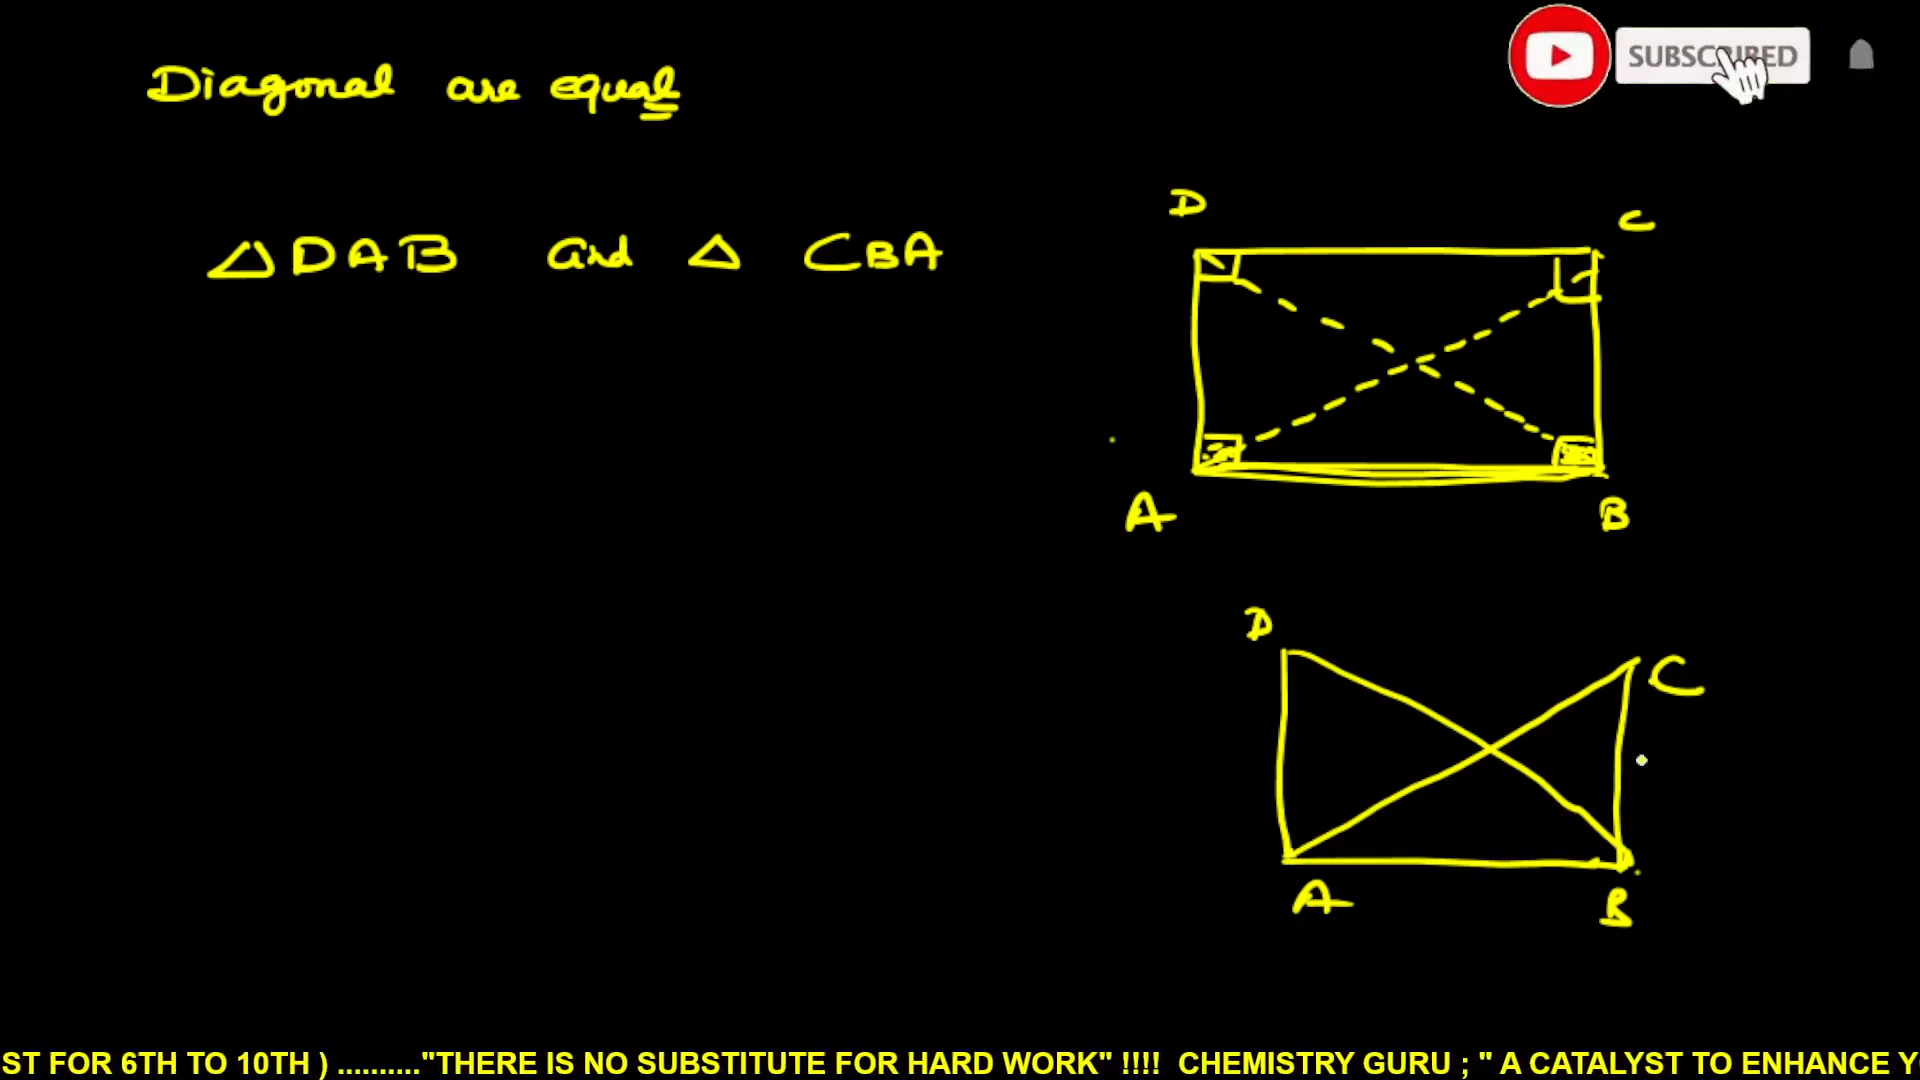 Diagonal are equal
SUBSCRIBED
△DAB and △ CBA
D C
A B
D C
A B
ST FOR 6TH TO 10TH ) .........."THERE IS NO SUBSTITUTE FOR HARD WORK" !!!! CHEMISTRY GURU ; " A CATALYST TO ENHANCE Y